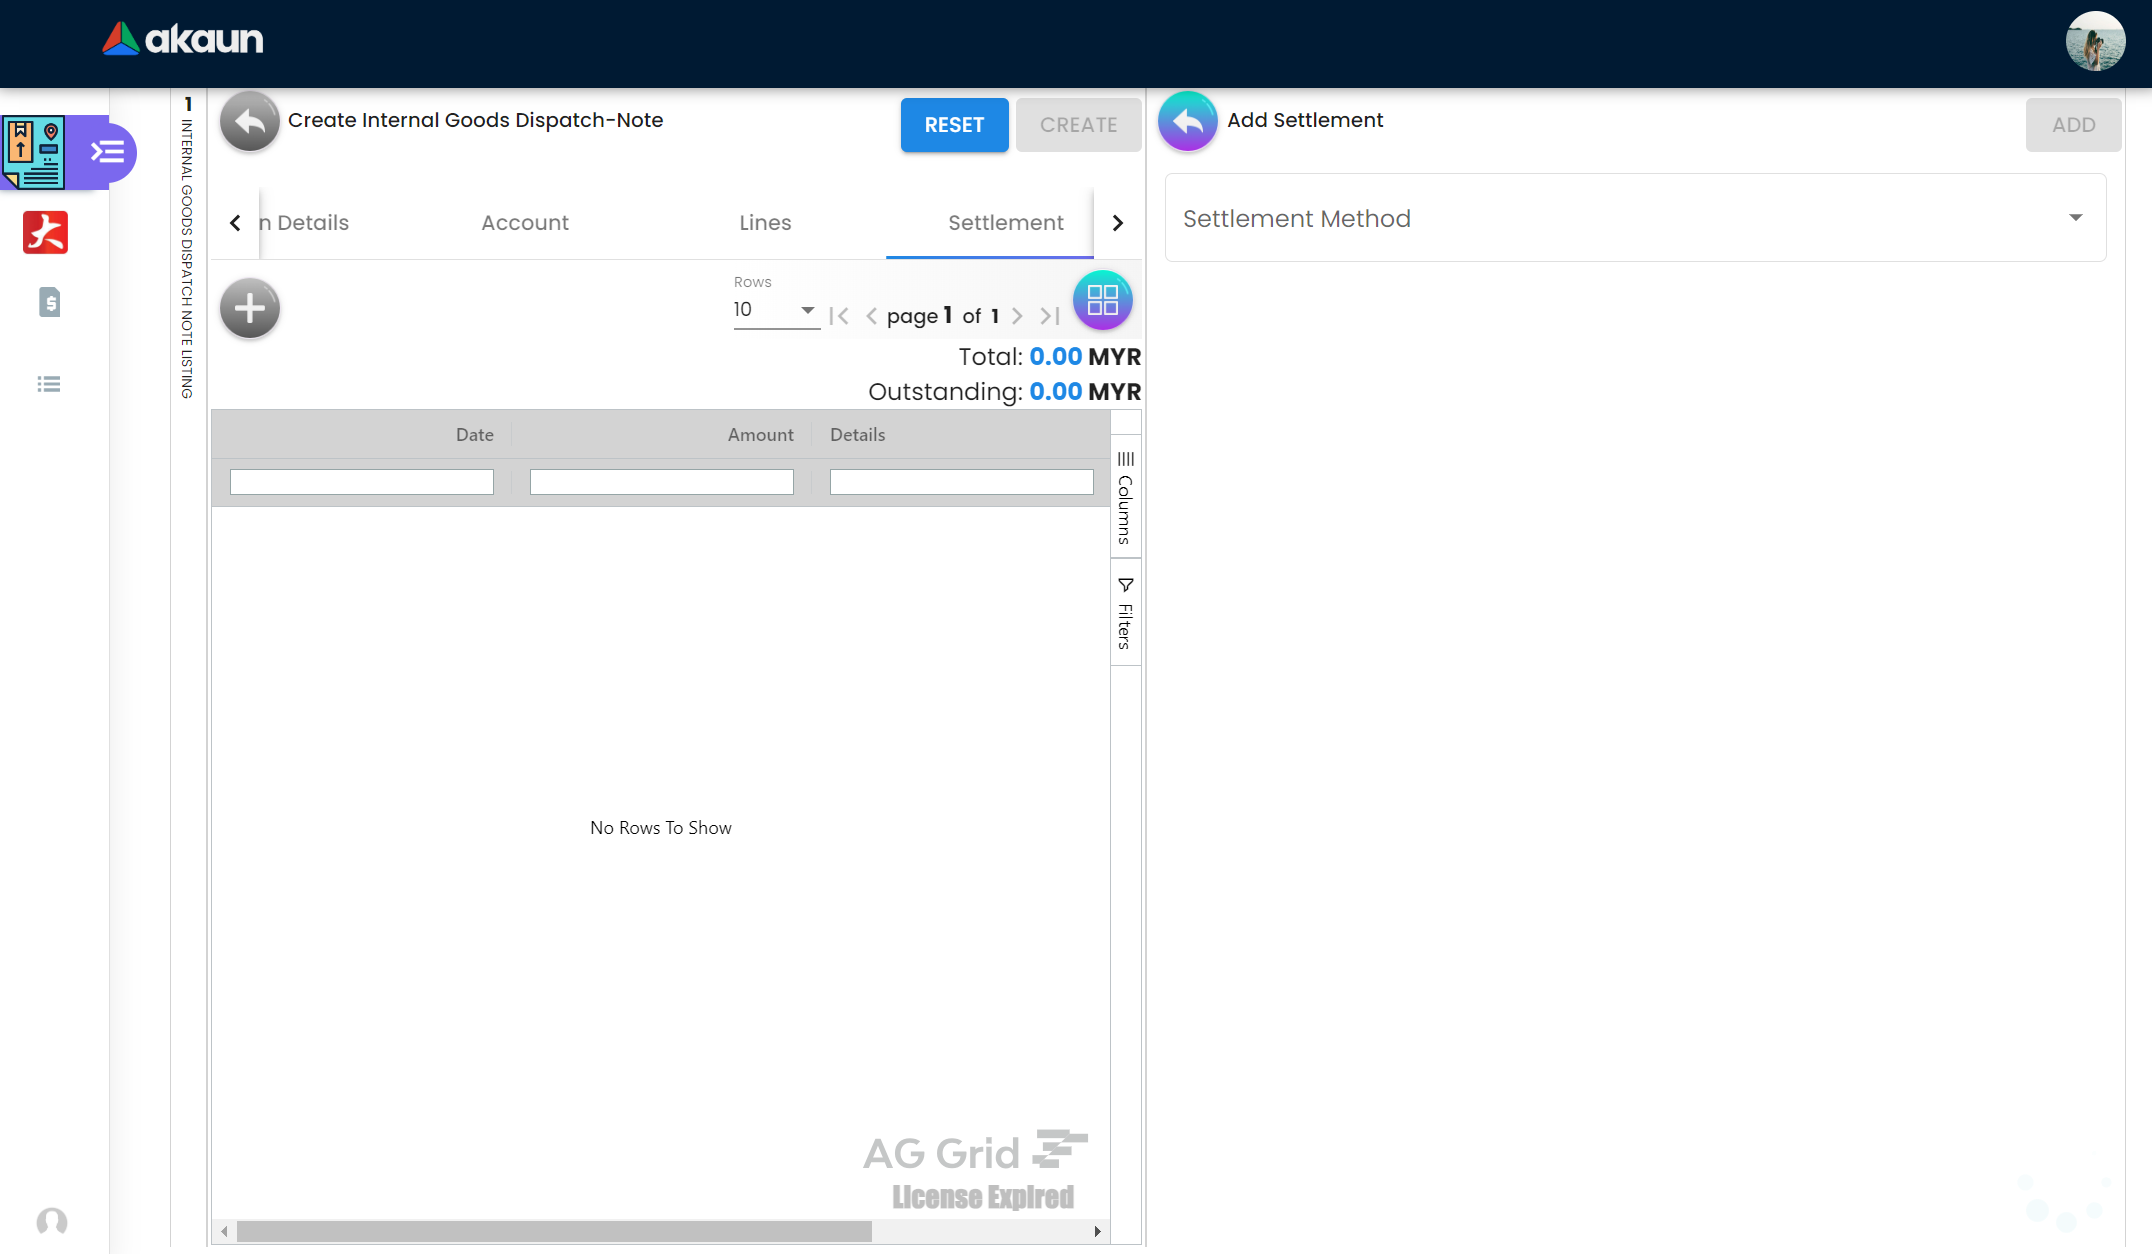 akaun
1
INTERNAL GOODS DISPATCH NOTE LISTING
Create Internal Goods Dispatch-Note
RESET
CREATE
n Details
Account
Lines
Settlement
Rows
10
page 1 of 1
Total: 0.00 MYR
Outstanding: 0.00 MYR
Date
Amount
Details
Columns
Filters
No Rows To Show
AG Grid
License Expired
Add Settlement
ADD
Settlement Method